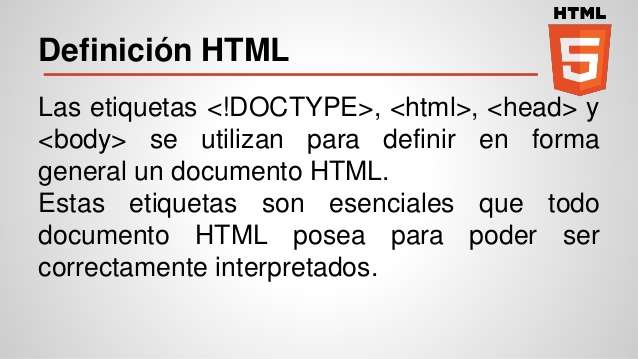 HTML
5
Definición HTML
Las etiquetas <!DOCTYPE>, <html>, <head> y
<body> se utilizan para definir en forma
general un documento HTML.
Estas etiquetas son esenciales que todo
documento HTML posea para poder ser
correctamente interpretados.